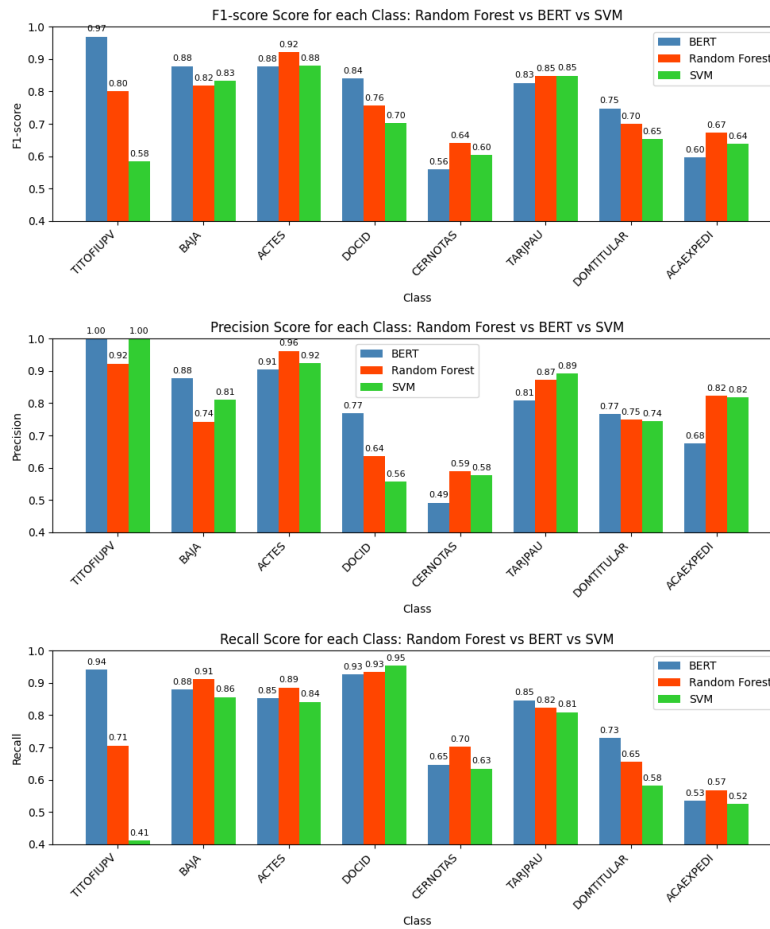 F1-score Score for each Class: Random Forest vs BERT vs SVM
1.0
0.9
0.8
0.7
0.6
0.5
0.4
F1-score
0.97 0.80 0.58
0.88 0.82 0.83
0.88 0.92 0.88
0.84 0.76 0.70
0.56 0.64 0.60
0.83 0.85 0.85
0.75 0.70 0.65
0.60 0.67 0.64
BERT
Random Forest
SVM
TITOFIUPV
BAJA
ACTES
DOCID
CERNOTAS
TARJPAU
DOMTITULAR
ACAEXPEDI
Class
Precision Score for each Class: Random Forest vs BERT vs SVM
1.0
0.9
0.8
0.7
0.6
0.5
0.4
Precision
1.00 0.92 1.00
0.88 0.74 0.81
0.91 0.96 0.92
0.77 0.64 0.56
0.49 0.59 0.58
0.81 0.87 0.89
0.77 0.75 0.74
0.68 0.82 0.82
BERT
Random Forest
SVM
TITOFIUPV
BAJA
ACTES
DOCID
CERNOTAS
TARJPAU
DOMTITULAR
ACAEXPEDI
Class
Recall Score for each Class: Random Forest vs BERT vs SVM
1.0
0.9
0.8
0.7
0.6
0.5
0.4
Recall
0.94 0.71 0.41
0.88 0.91 0.86
0.85 0.89 0.84
0.93 0.93 0.95
0.65 0.70 0.63
0.85 0.82 0.81
0.73 0.65 0.58
0.53 0.57 0.52
BERT
Random Forest
SVM
TITOFIUPV
BAJA
ACTES
DOCID
CERNOTAS
TARJPAU
DOMTITULAR
ACAEXPEDI
Class